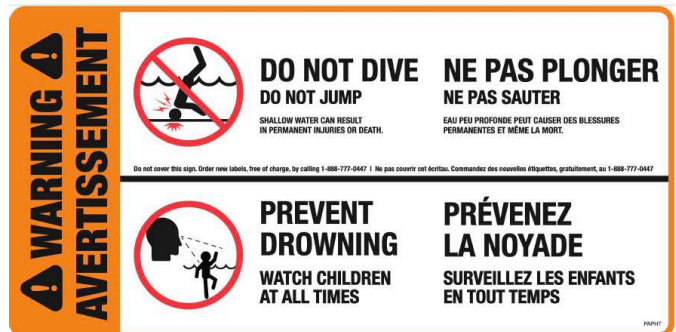 WARNING
AVERTISSEMENT
DO NOT DIVE
DO NOT JUMP
SHALLOW WATER CAN RESULT
IN PERMANENT INJURIES OR DEATH.
NE PAS PLONGER
NE PAS SAUTER
EAU PEU PROFONDE PEUT CAUSER DES BLESSURES
PERMANENTES ET MÊME LA MORT.
Do not cover this sign. Order new labels, free of charge, by calling 1-888-777-0447 | Ne pas couvrir cet écritau. Commandez des nouvelles étiquettes, gratuitement, au 1-888-777-0447
PREVENT
DROWNING
WATCH CHILDREN
AT ALL TIMES
PRÉVENEZ
LA NOYADE
SURVEILLEZ LES ENFANTS
EN TOUT TEMPS
PAPHT